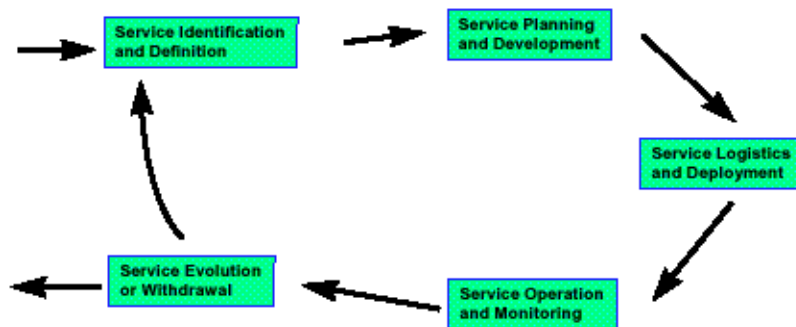 Service Identification
and Definition
Service Planning
and Development
Service Logistics
and Deployment
Service Operation
and Monitoring
Service Evolution
or Withdrawal